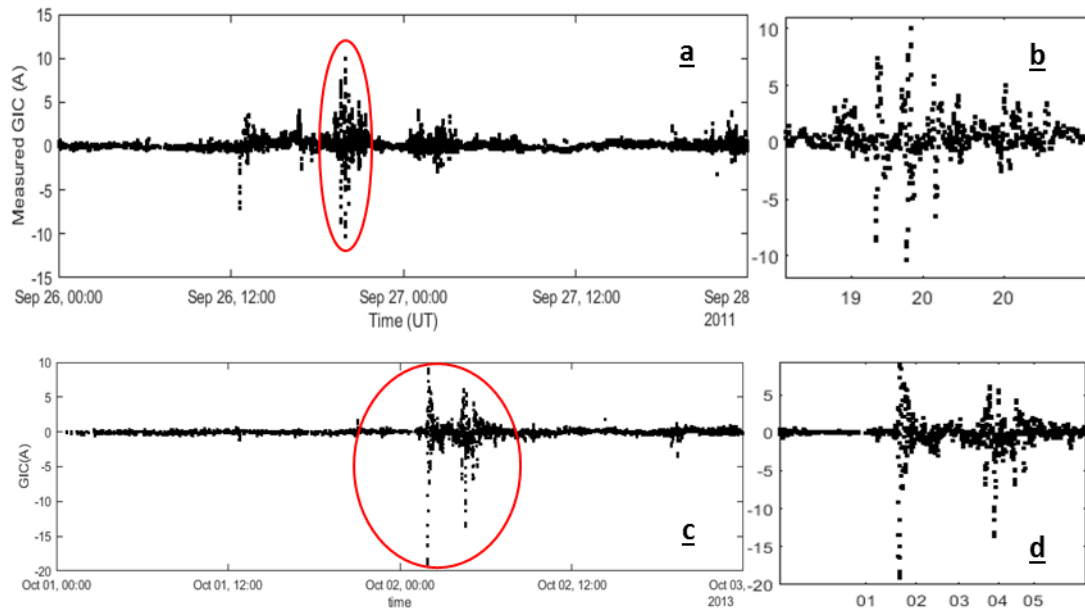 15
10
5
0
-5
-10
-15
Measured GIC (A)
a
Sep 26, 00:00 Sep 26, 12:00 Sep 27, 00:00 Sep 27, 12:00 Sep 28
Time (UT) 2011
10
5
0
-5
-10
b
19 20 20
10
5
0
-5
-10
-15
-20
GIC(A)
c
Oct 01, 00:00 Oct 01, 12:00 Oct 02, 00:00 Oct 02, 12:00 Oct 03,
time 2013
5
0
-5
-10
-15
-20
d
01 02 03 04 05